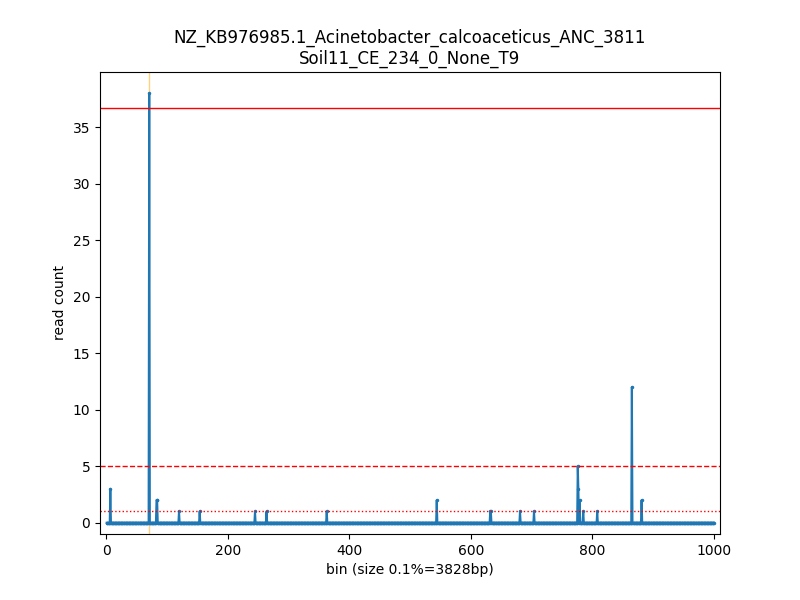 NZ_KB976985.1_Acinetobacter_calcoaceticus_ANC_3811
Soil11_CE_234_0_None_T9
read count
35
30
25
20
15
10
5
0
0 200 400 600 800 1000
bin (size 0.1%=3828bp)